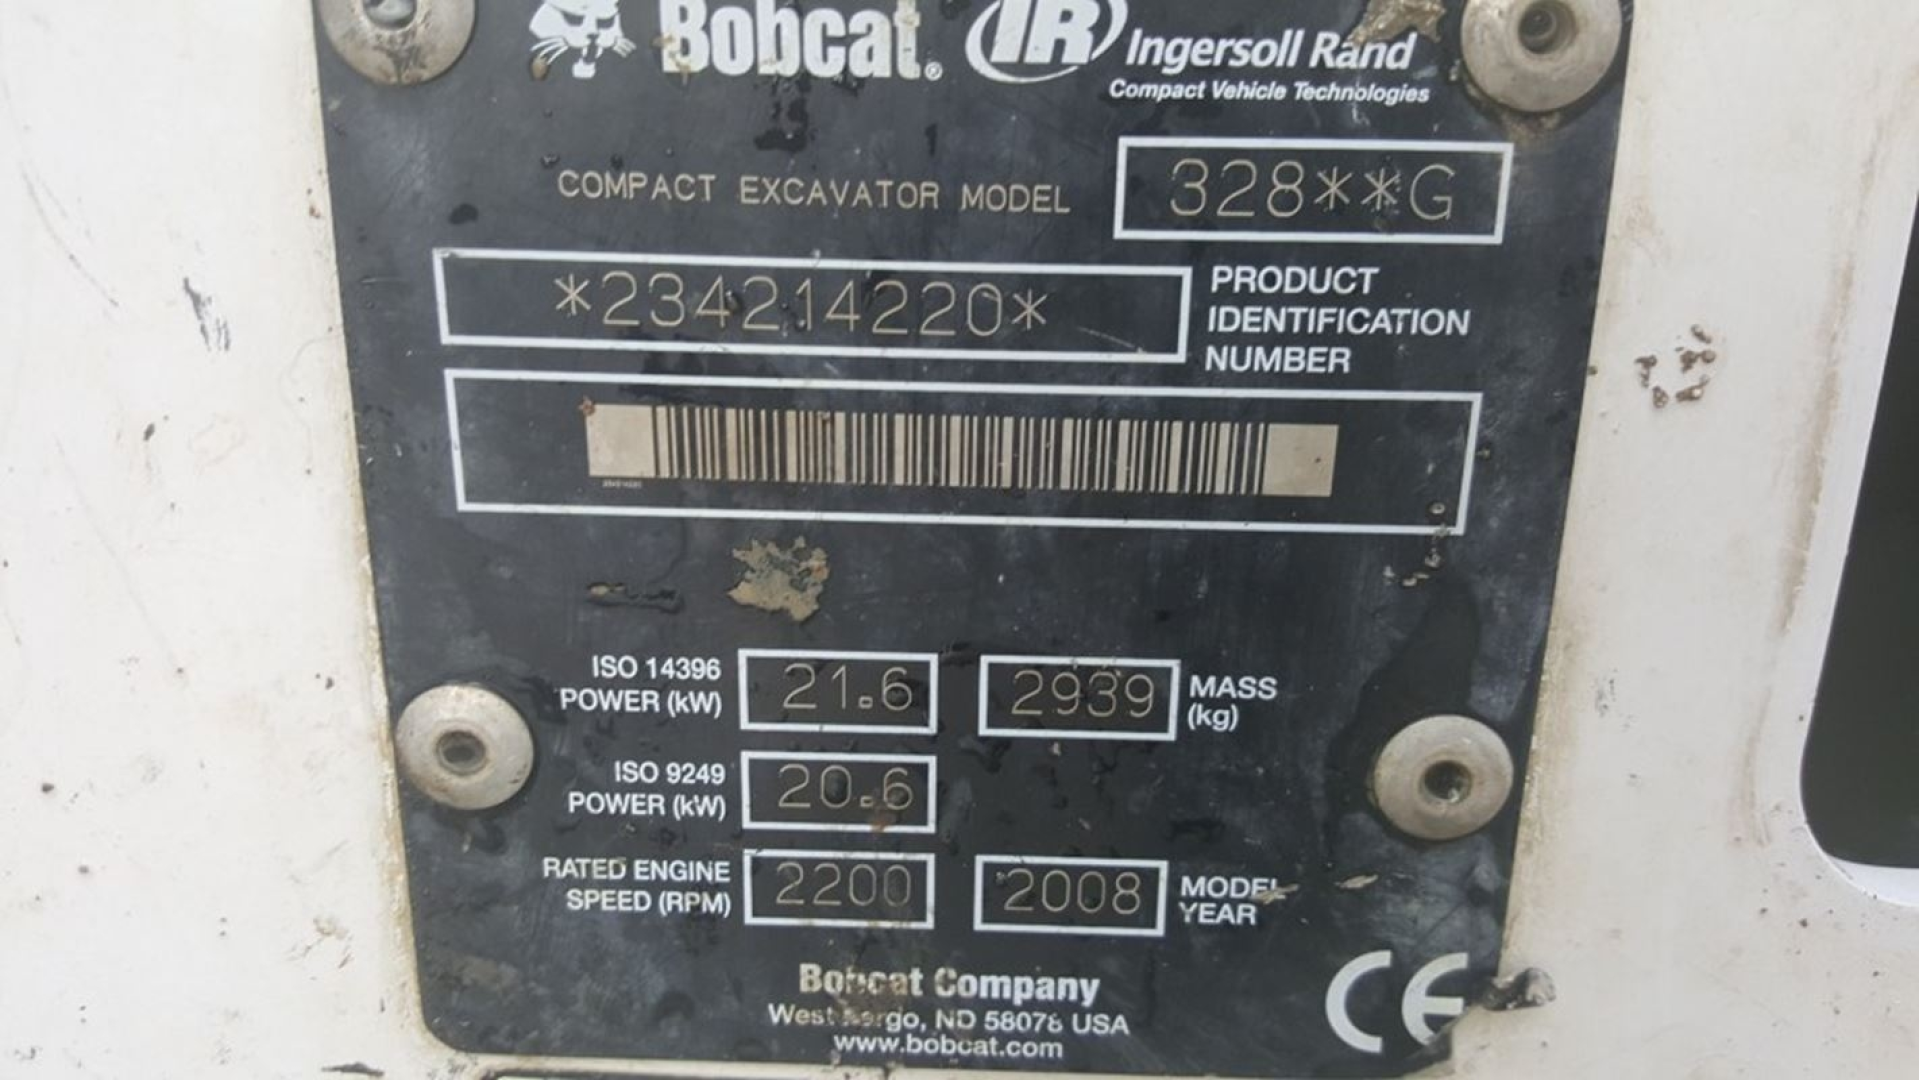 Bobcat® IR Ingersoll Rand
Compact Vehicle Technologies
COMPACT EXCAVATOR MODEL 328**G
*234214220* PRODUCT
IDENTIFICATION
NUMBER
ISO 14396
POWER (kW) 21.6
2939 MASS
(kg)
ISO 9249
POWER (kW) 20.6
RATED ENGINE
SPEED (RPM) 2200
2008 MODEL
YEAR
Bobcat Company
West Fargo, ND 58078 USA
www.bobcat.com
CE